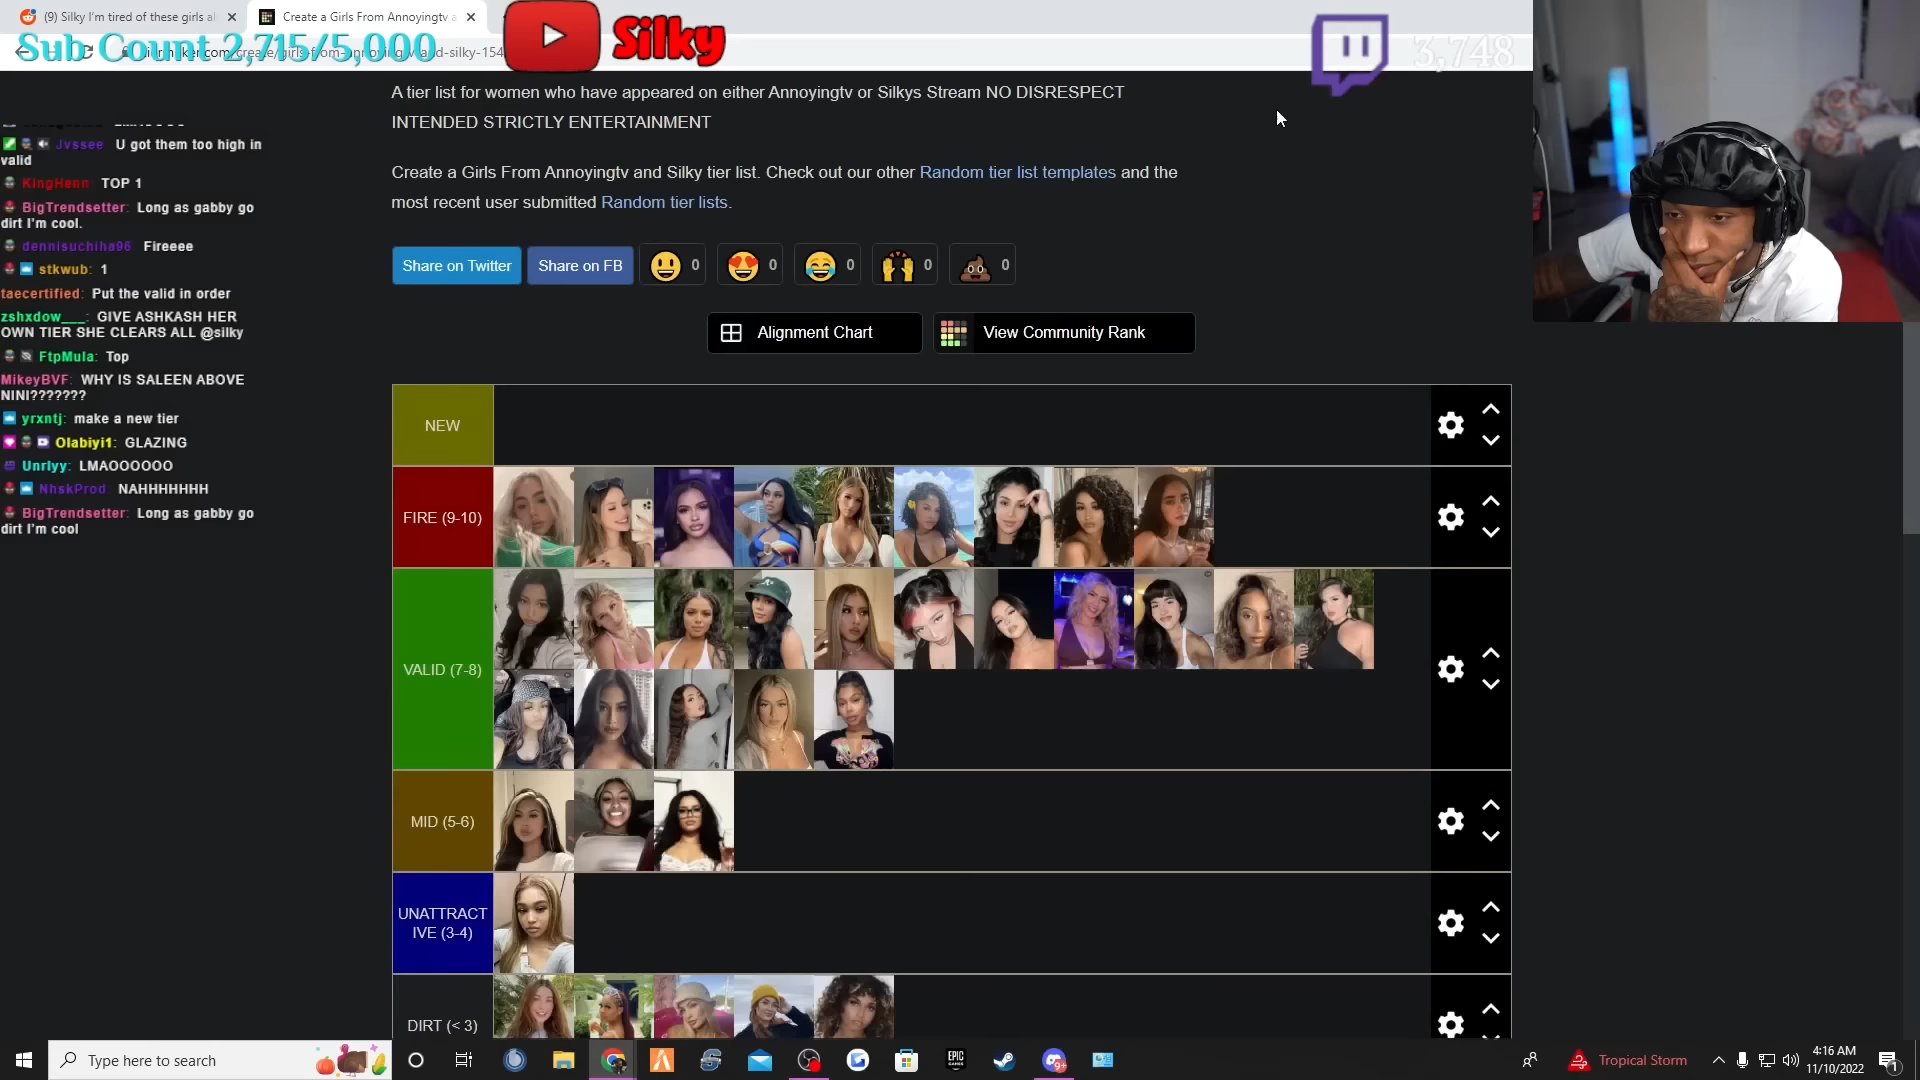 (9) Silky I'm tired of these girls al
Create a Girls From Annoyingtv a
Sub Count 2,715/5,000
Silky
3,748
A tier list for women who have appeared on either Annoyingtv or Silkys Stream NO DISRESPECT
INTENDED STRICTLY ENTERTAINMENT
Create a Girls From Annoyingtv and Silky tier list. Check out our other Random tier list templates and the
most recent user submitted Random tier lists.
Share on Twitter
Share on FB
0
0
0
0
0
Alignment Chart
View Community Rank
Jvssee U got them too high in
valid
KingHenn TOP 1
BigTrendsetter: Long as gabby go
dirt I'm cool.
dennisuchiha96 Fireeee
stkwub: 1
taecertified: Put the valid in order
zshxdow___: GIVE ASHKASH HER
OWN TIER SHE CLEARS ALL @silky
FtpMula: Top
MikeyBVF: WHY IS SALEEN ABOVE
NINI???????
yrxntj: make a new tier
Olabiyi1: GLAZING
Unrlyy: LMAOOOOOO
NhskProd: NAHHHHHHH
BigTrendsetter: Long as gabby go
dirt I'm cool
NEW
FIRE (9-10)
VALID (7-8)
MID (5-6)
UNATTRACT
IVE (3-4)
DIRT (< 3)
Type here to search
EPIC
GAMES
9+
Tropical Storm
4:16 AM
11/10/2022
1